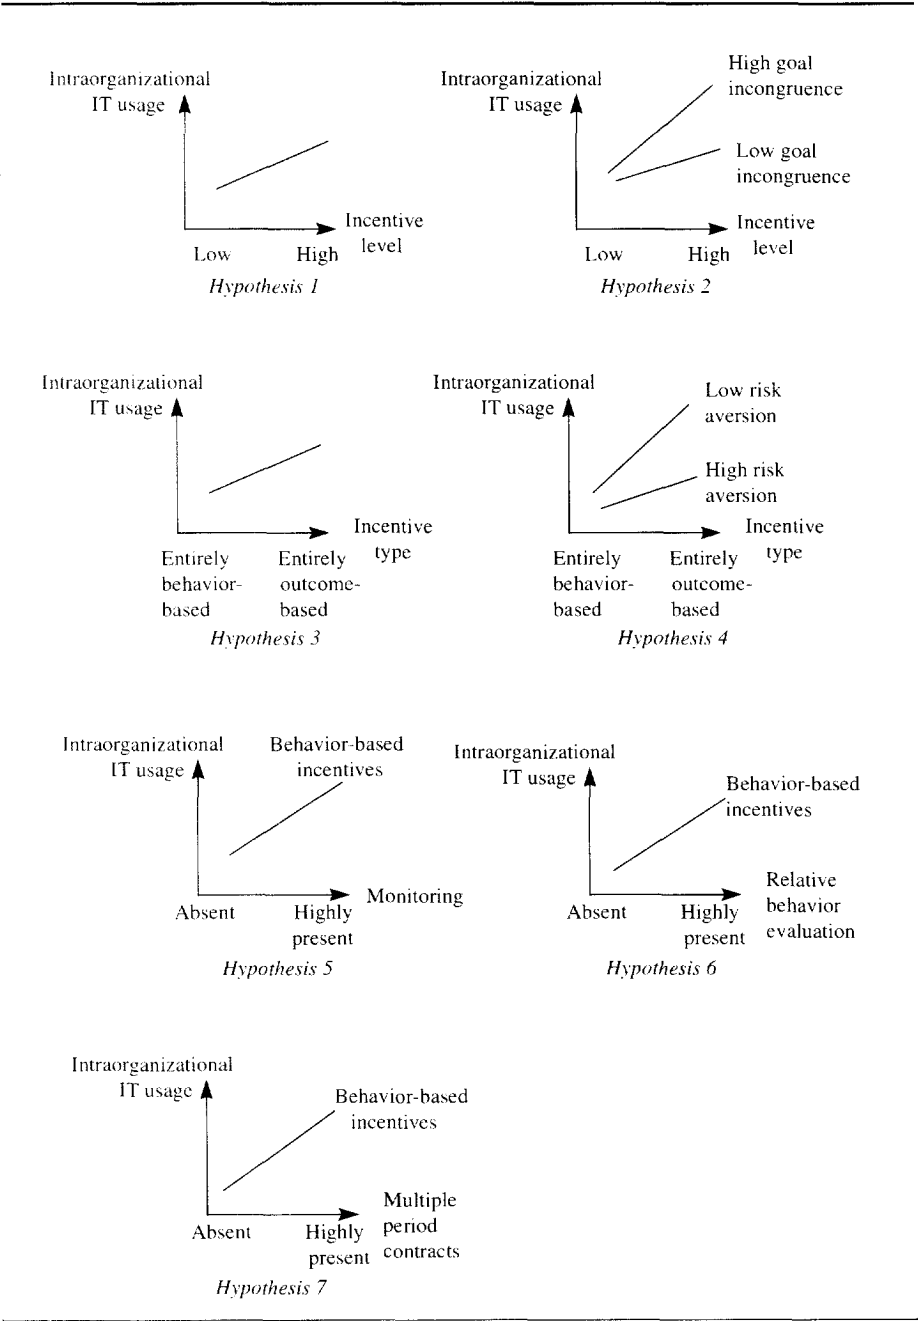 Intraorganizational
IT usage
Incentive
level
Low
High
Hypothesis 1
Intraorganizational
IT usage
High goal
incongruence
Low goal
incongruence
Incentive
level
Low
High
Hypothesis 2
Intraorganizational
IT usage
Incentive
type
Entirely
behavior-
based
Entirely
outcome-
based
Hypothesis 3
Intraorganizational
IT usage
Low risk
aversion
High risk
aversion
Incentive
type
Entirely
behavior-
based
Entirely
outcome-
based
Hypothesis 4
Intraorganizational
IT usage
Behavior-based
incentives
Monitoring
Absent
Highly
present
Hypothesis 5
Intraorganizational
IT usage
Behavior-based
incentives
Relative
behavior
evaluation
Absent
Highly
present
Hypothesis 6
Intraorganizational
IT usage
Behavior-based
incentives
Multiple
period
contracts
Absent
Highly
present
Hypothesis 7